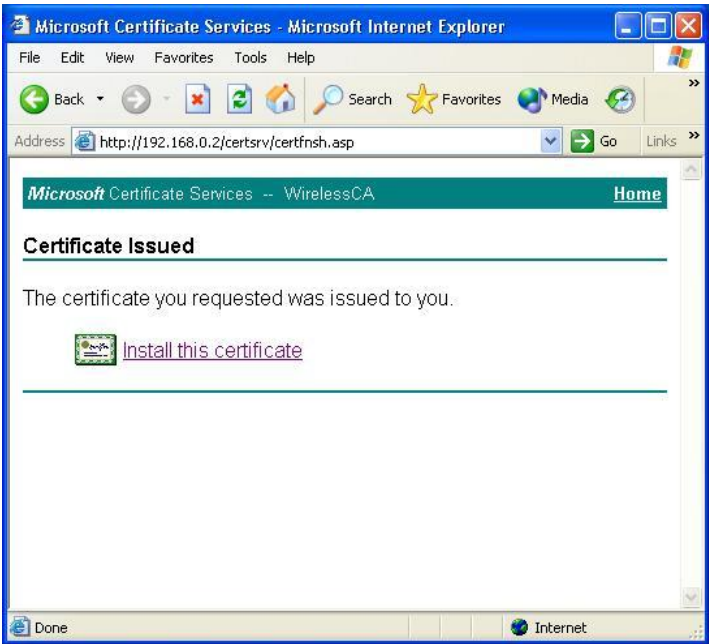 Microsoft Certificate Services - Microsoft Internet Explorer
File Edit View Favorites Tools Help
Back Search Favorites Media »
Address http://192.168.0.2/certsrv/certfnsh.asp Go Links »
Microsoft Certificate Services -- WirelessCA Home
Certificate Issued
The certificate you requested was issued to you.
Install this certificate
Done Internet